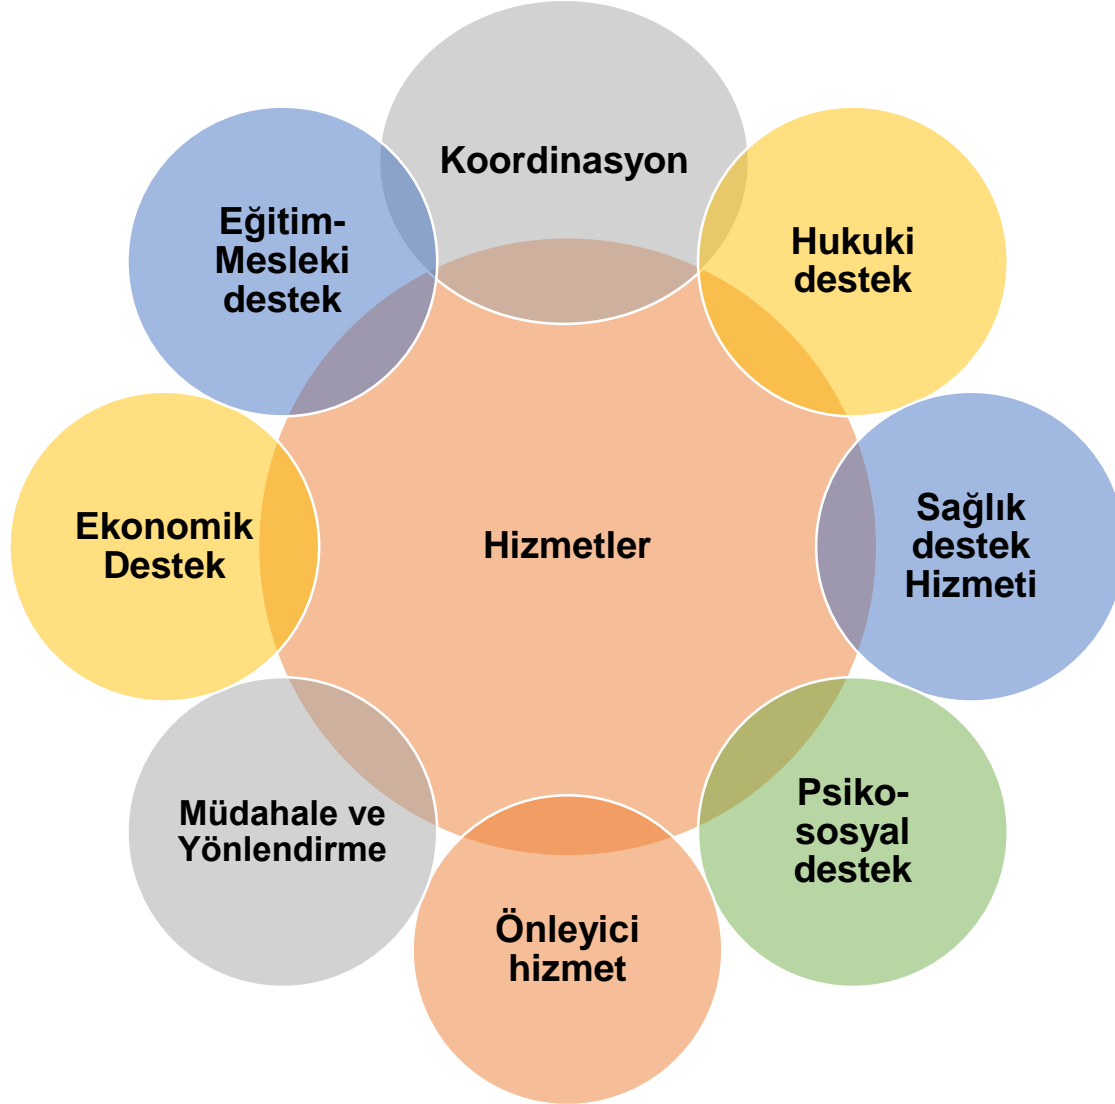 Koordinasyon
Hukuki
destek
Sağlık
destek
Hizmeti
Psiko-
sosyal
destek
Önleyici
hizmet
Müdahale ve
Yönlendirme
Ekonomik
Destek
Eğitim-
Mesleki
destek
Hizmetler